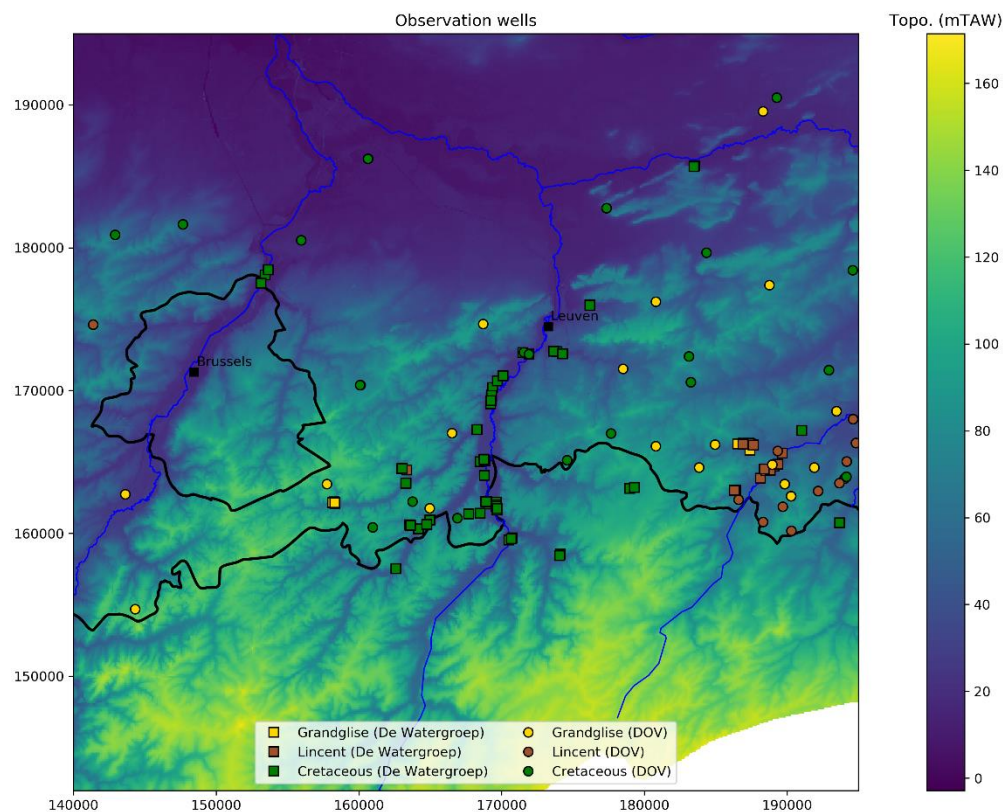 Observation wells
Topo. (mTAW)
190000
180000
170000
160000
150000
140000
150000
160000
170000
180000
190000
Leuven
Brussels
Grandglise (De Watergroep)
Lincent (De Watergroep)
Cretaceous (De Watergroep)
Grandglise (DOV)
Lincent (DOV)
Cretaceous (DOV)
160
140
120
100
80
60
40
20
0